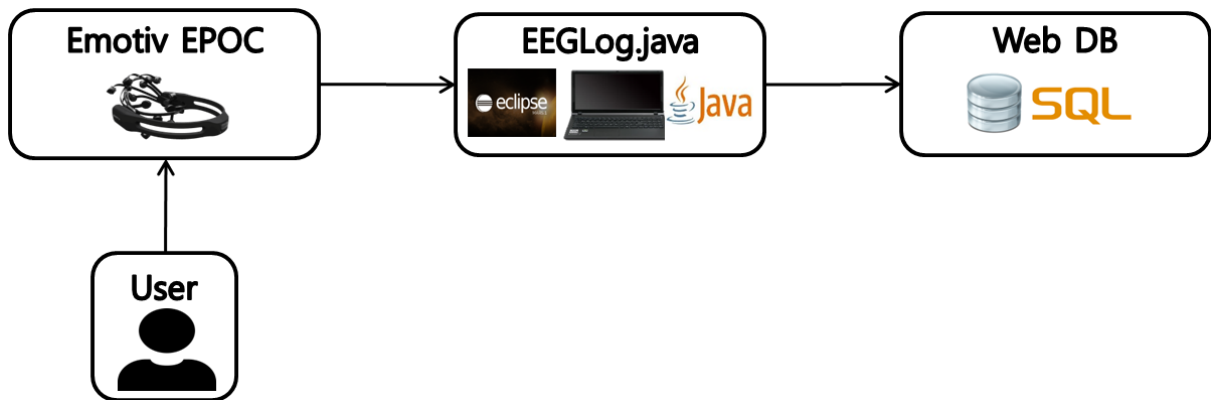 Emotiv EPOC
EEGLog.java
Web DB
eclipse
Java
SQL
User